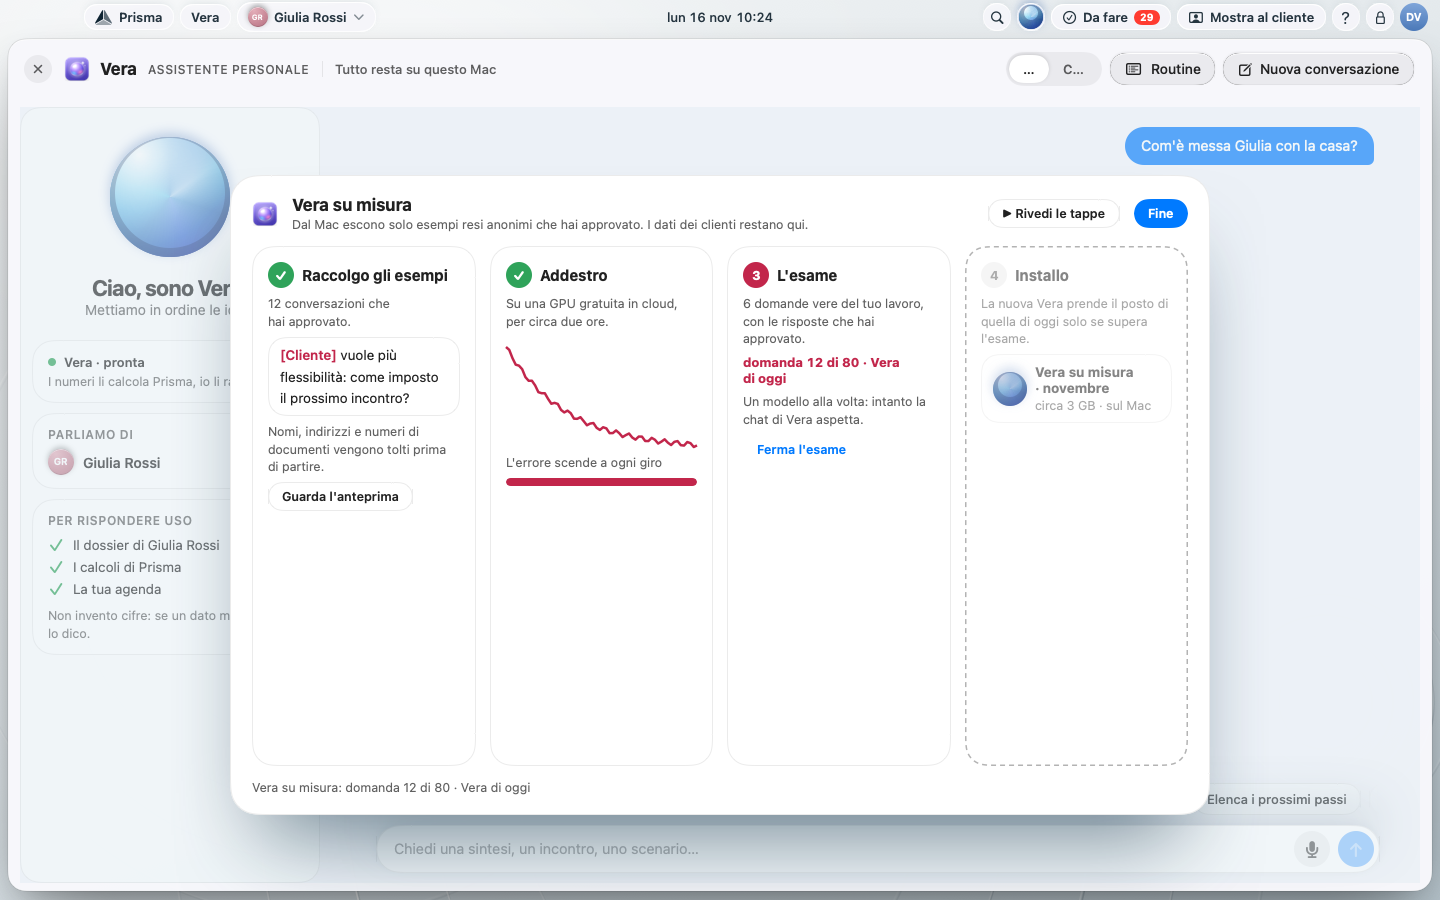 Prisma
Vera
GR
Giulia Rossi
lun 16 nov 10:24
Da fare 29
Mostra al cliente
?
DV
Vera
ASSISTENTE PERSONALE
Tutto resta su questo Mac
...
C...
Routine
Nuova conversazione
Com'è messa Giulia con la casa?
Ciao, sono Ver
Mettiamo in ordine le
Vera · pronta
I numeri li calcola Prisma, io li
PARLIAMO DI
GR
Giulia Rossi
PER RISPONDERE USO
Il dossier di Giulia Rossi
I calcoli di Prisma
La tua agenda
Non invento cifre: se un dato
lo dico.
Vera su misura
Dal Mac escono solo esempi resi anonimi che hai approvato. I dati dei clienti restano qui.
Rivedi le tappe
Fine
Raccolgo gli esempi
12 conversazioni che
hai approvato.
[Cliente] vuole più
flessibilità: come imposto
il prossimo incontro?
Nomi, indirizzi e numeri di
documenti vengono tolti prima
di partire.
Guarda l'anteprima
Addestro
Su una GPU gratuita in cloud,
per circa due ore.
L'errore scende a ogni giro
3
L'esame
6 domande vere del tuo lavoro,
con le risposte che hai
approvato.
domanda 12 di 80 · Vera
di oggi
Un modello alla volta: intanto la
chat di Vera aspetta.
Ferma l'esame
4
Installo
La nuova Vera prende il posto di
quella di oggi solo se supera
l'esame.
Vera su misura
· novembre
circa 3 GB · sul Mac
Vera su misura: domanda 12 di 80 · Vera di oggi
Elenca i prossimi passi
Chiedi una sintesi, un incontro, uno scenario...